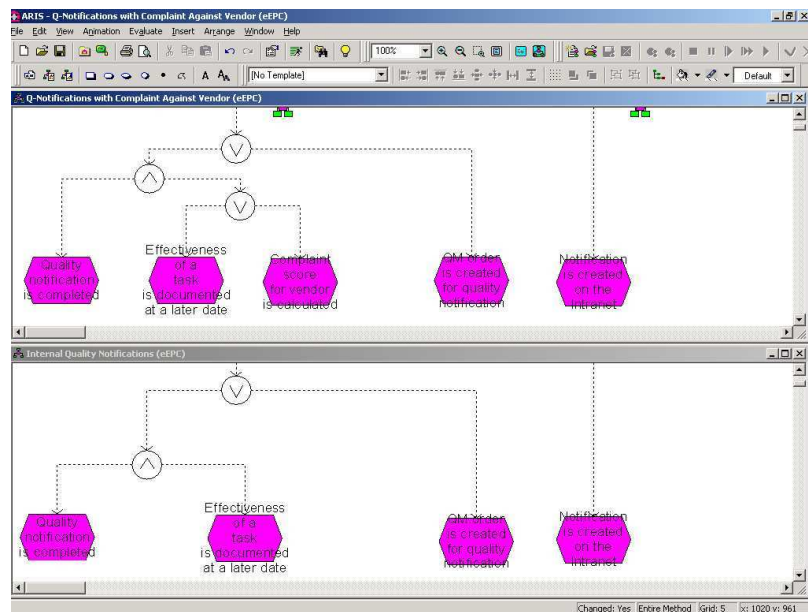 ARIS - Q-Notifications with Complaint Against Vendor (eEPC)
File Edit View Animation Evaluate Insert Arrange Window Help
100%
[No Template]
Default
Q-Notifications with Complaint Against Vendor (eEPC)
Quality
notification
is completed
Effectiveness
of a
task
is documented
at a later date
Complaint
score
for vendor
is calculated
QM order
is created
for quality
notification
Notification
is created
on the
Intranet
Internal Quality Notifications (eEPC)
Quality
notification
is completed
Effectiveness
of a
task
is documented
at a later date
QM order
is created
for quality
notification
Notification
is created
on the
Intranet
Changed: Yes Entire Method Grid: 5 x: 1020 y: 961